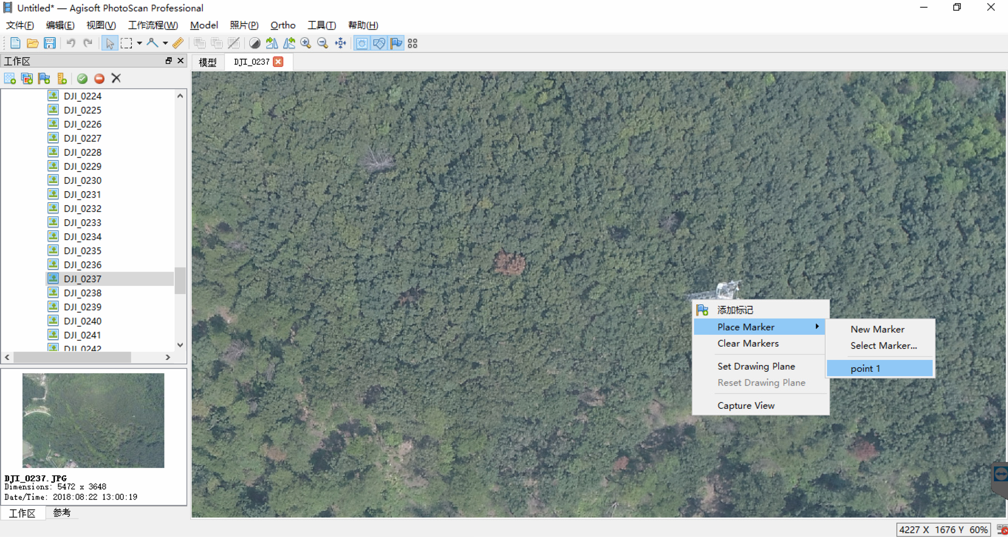 Untitled* — Agisoft PhotoScan Professional
文件(F) 编辑(E) 视图(V) 工作流程(W) Model 照片(P) Ortho 工具(T) 帮助(H)
工作区
模型 DJI_0237
DJI_0224
DJI_0225
DJI_0226
DJI_0227
DJI_0228
DJI_0229
DJI_0230
DJI_0231
DJI_0232
DJI_0233
DJI_0234
DJI_0235
DJI_0236
DJI_0237
DJI_0238
DJI_0239
DJI_0240
DJI_0241
DJI_0242
添加标记
Place Marker
Clear Markers
Set Drawing Plane
Reset Drawing Plane
Capture View
New Marker
Select Marker...
point 1
DJI_0237.JPG
Dimensions: 5472 x 3648
Date/Time: 2018:08:22 13:00:19
工作区 参考
4227 X 1676 Y 60%